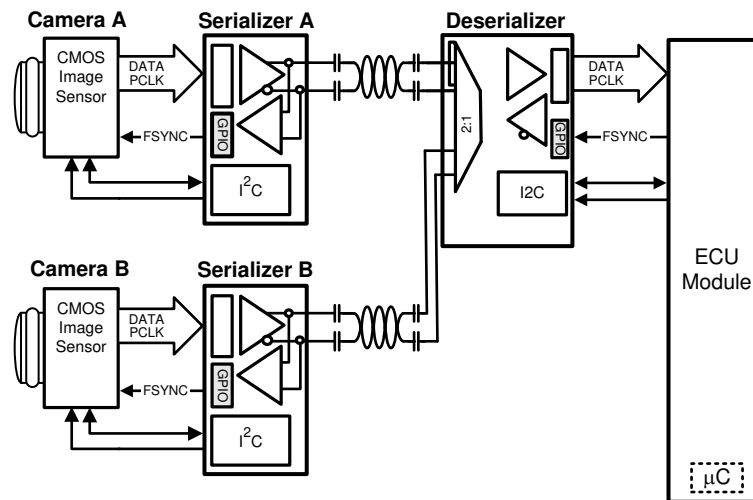 Camera A
Serializer A
Deserializer
CMOS
Image
Sensor
DATA
PCLK
FSYNC
GPIO
I²C
2:1
DATA
PCLK
GPIO
FSYNC
I2C
ECU
Module
Camera B
Serializer B
CMOS
Image
Sensor
DATA
PCLK
FSYNC
GPIO
I²C
μC